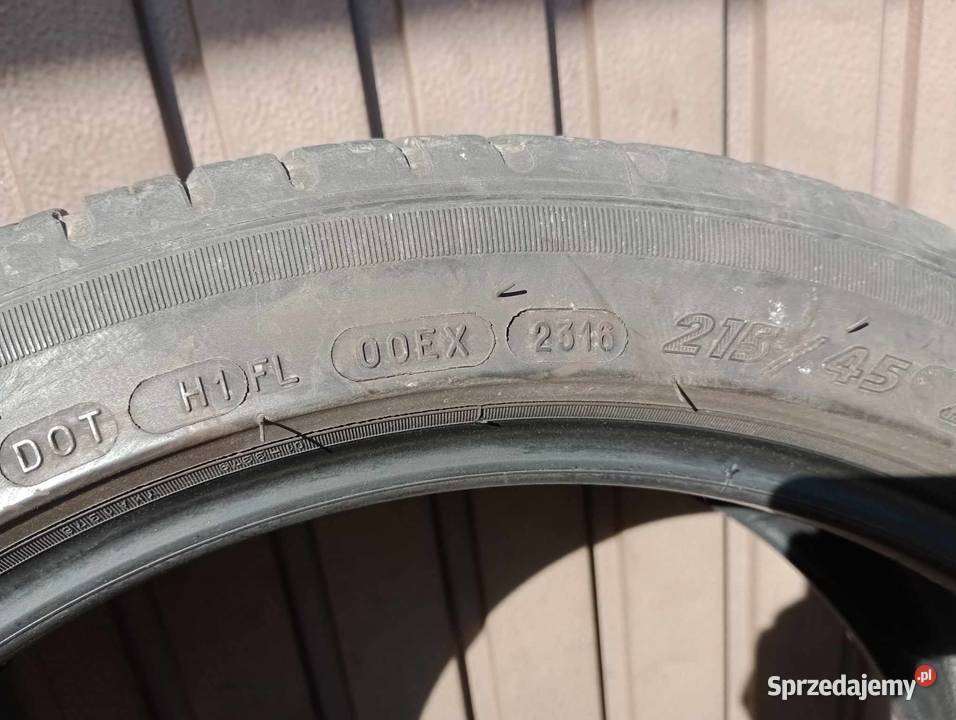 DOT H1FL 00EX 2316 215/45
Sprzedajemy.pl